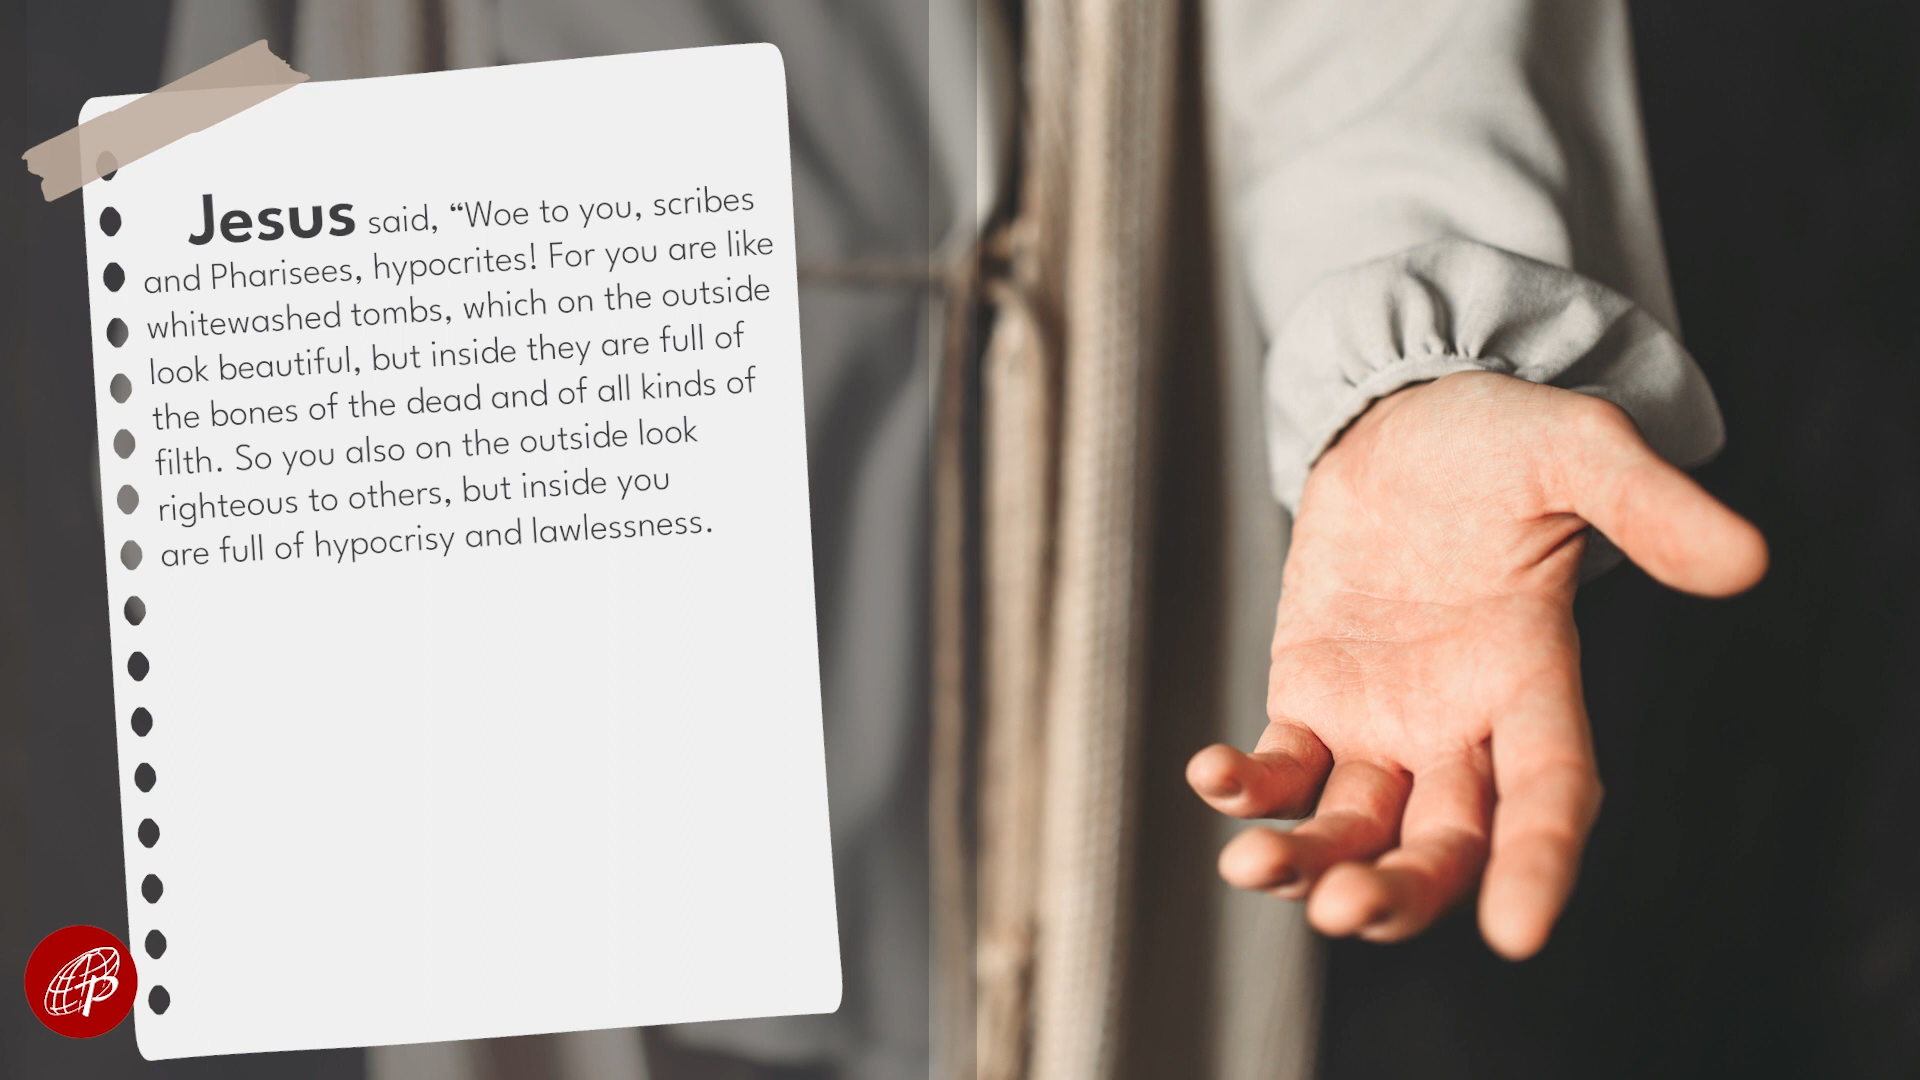 Jesus said, “Woe to you, scribes
and Pharisees, hypocrites! For you are like
whitewashed tombs, which on the outside
look beautiful, but inside they are full of
the bones of the dead and of all kinds of
filth. So you also on the outside look
righteous to others, but inside you
are full of hypocrisy and lawlessness.